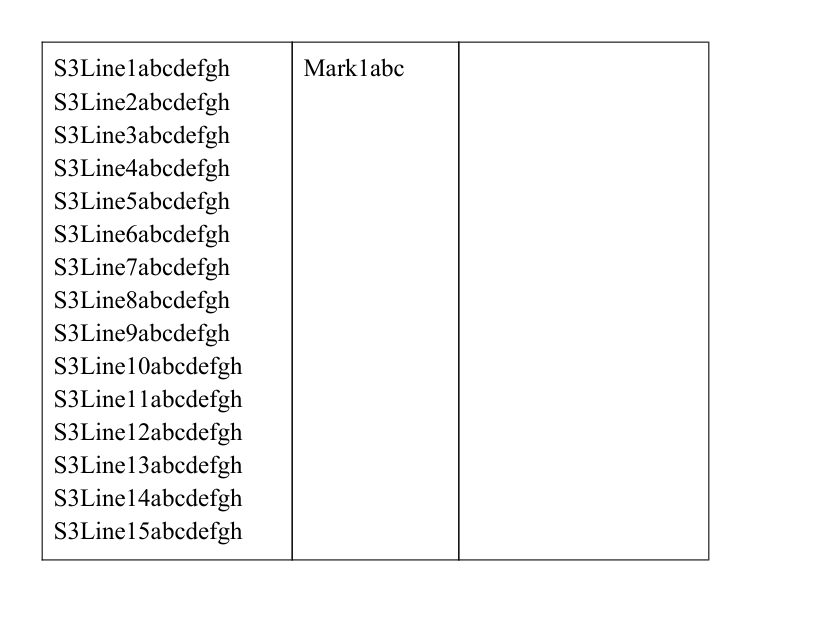 S3Line1abcdefgh
S3Line2abcdefgh
S3Line3abcdefgh
S3Line4abcdefgh
S3Line5abcdefgh
S3Line6abcdefgh
S3Line7abcdefgh
S3Line8abcdefgh
S3Line9abcdefgh
S3Line10abcdefgh
S3Line11abcdefgh
S3Line12abcdefgh
S3Line13abcdefgh
S3Line14abcdefgh
S3Line15abcdefgh
Mark1abc